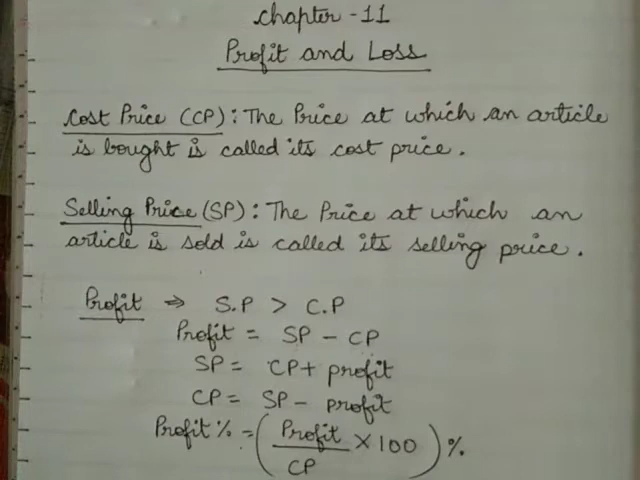 Chapter - 11
Profit and Loss
Cost Price (CP) : The Price at which an article
is bought is called its cost price.
Selling Price (SP) : The Price at which an
article is sold is called its selling price.
Profit ⇒ S.P > C.P
Profit = SP - CP
SP = CP + profit
CP = SP - profit
Profit % = (Profit/CP × 100) %